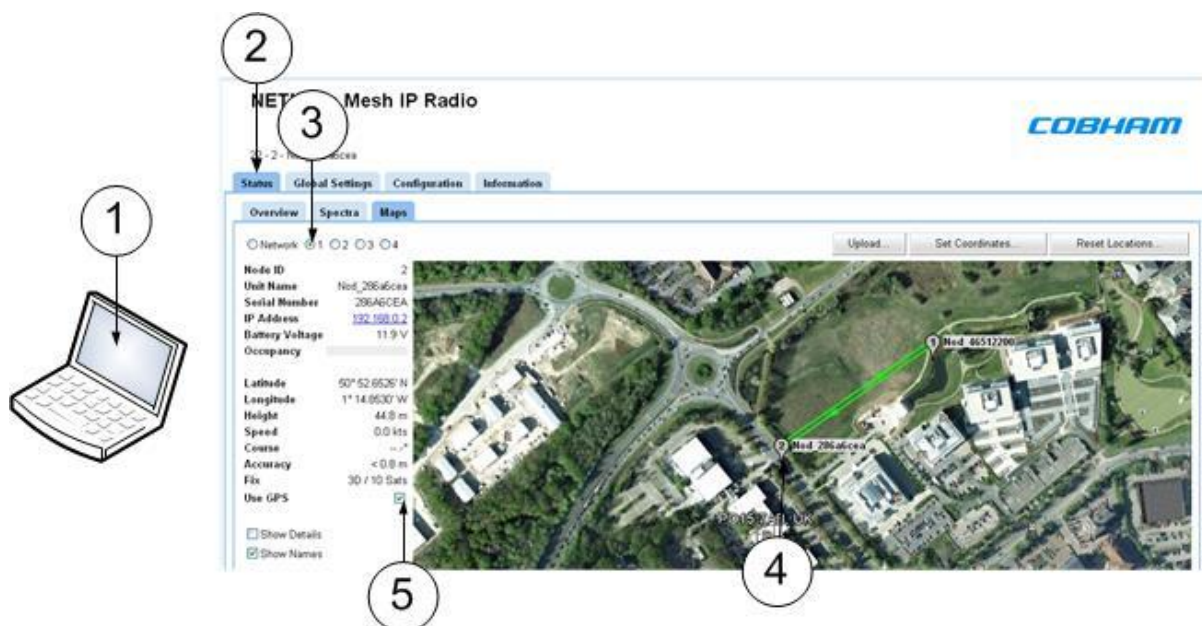 2
NET Mesh IP Radio
3
COBHAM
Status Global Settings Configuration Information
1
Overview Spectra Maps
Network 1 2 3 4
Upload... Set Coordinates... Reset Locations...
Node ID 2
Unit Name Nod_286a6cea
Serial Number 286A6CEA
IP Address 192.168.0.2
Battery Voltage 11.9 V
Occupancy
Latitude 50° 52.6526' N
Longitude 1° 14.8530' W
Height 44.8 m
Speed 0.0 kts
Course --.-°
Accuracy < 0.8 m
Fix 3D / 10 Sats
Use GPS
Show Details
Show Names
1 Nod_46512200
2 Nod_286a6cea
UK
4
5